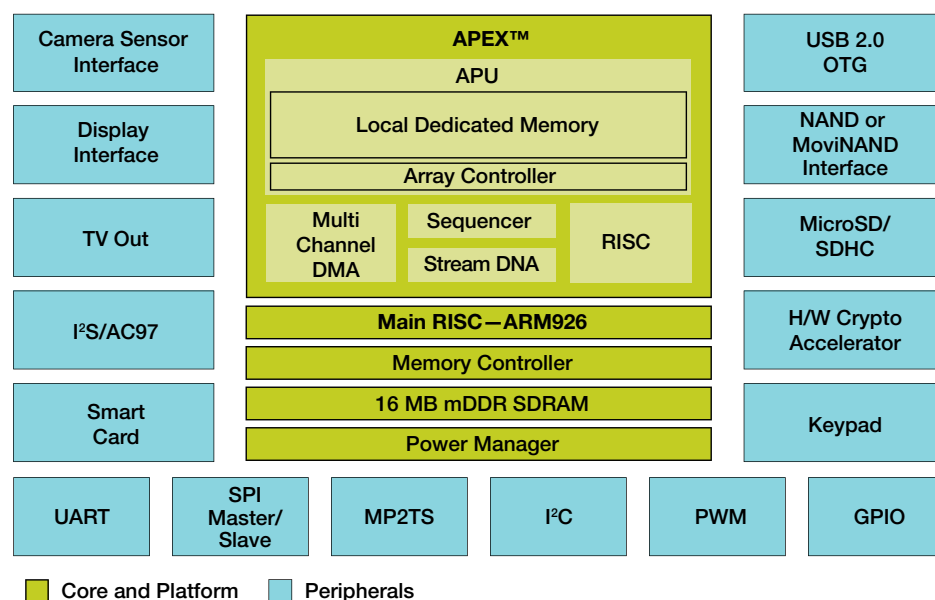 Camera Sensor
Interface
Display
Interface
TV Out
I²S/AC97
Smart
Card
APEX™
APU
Local Dedicated Memory
Array Controller
Multi
Channel
DMA
Sequencer
Stream DNA
RISC
Main RISC—ARM926
Memory Controller
16 MB mDDR SDRAM
Power Manager
USB 2.0
OTG
NAND or
MoviNAND
Interface
MicroSD/
SDHC
H/W Crypto
Accelerator
Keypad
UART
SPI
Master/
Slave
MP2TS
I²C
PWM
GPIO
Core and Platform
Peripherals